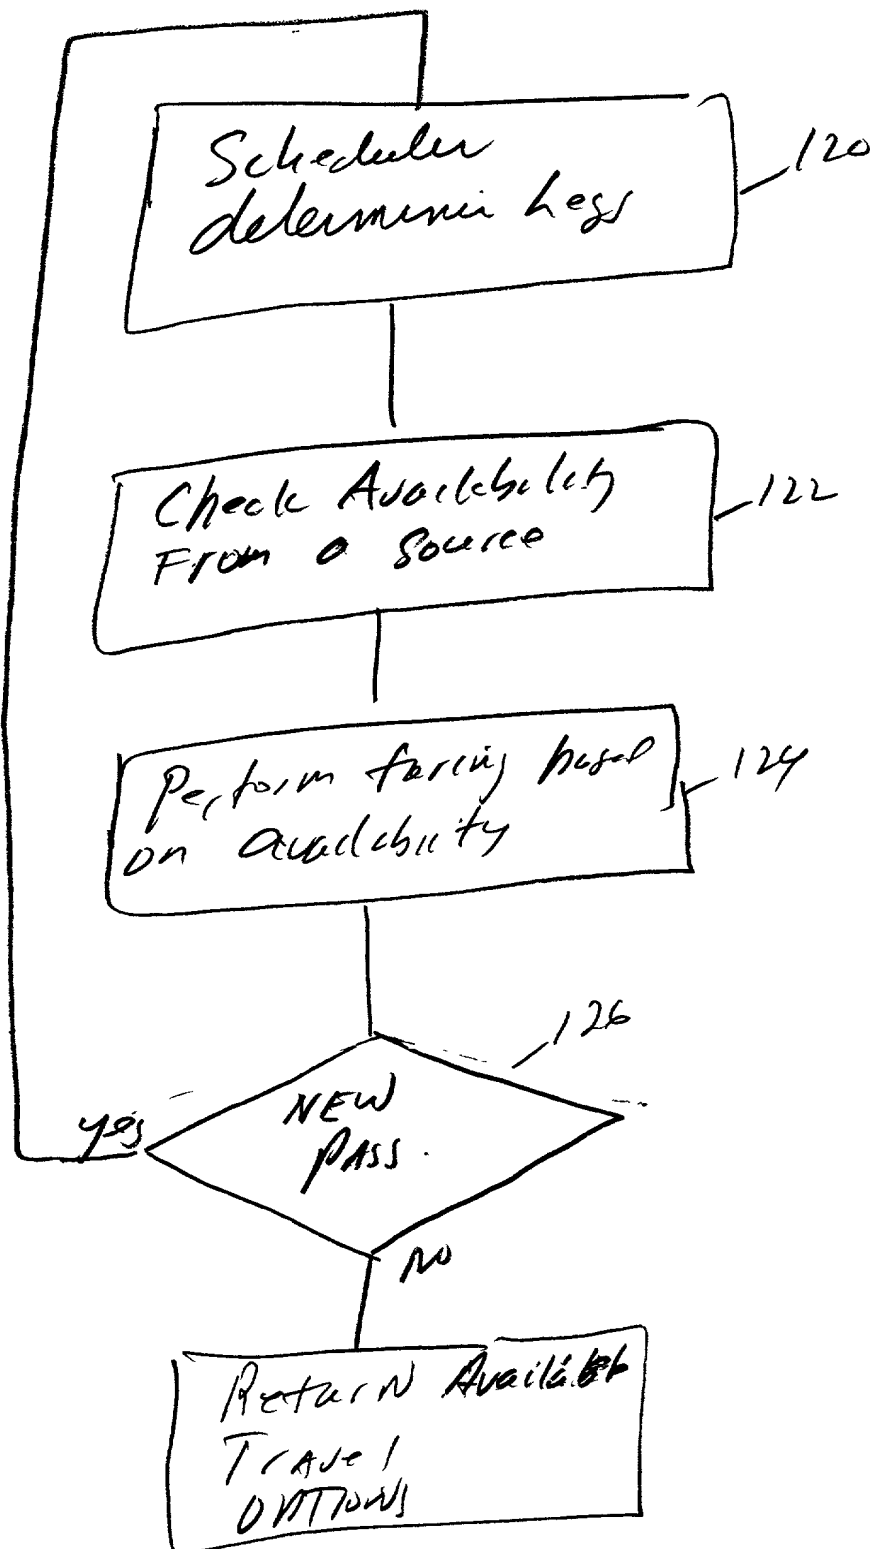 Scheduler
determines Legs
120
Check Availability
From a Source
122
Perform faring based
on availability
124
126
NEW
PASS.
yes
NO
Return Available
Travel
OPTIONS